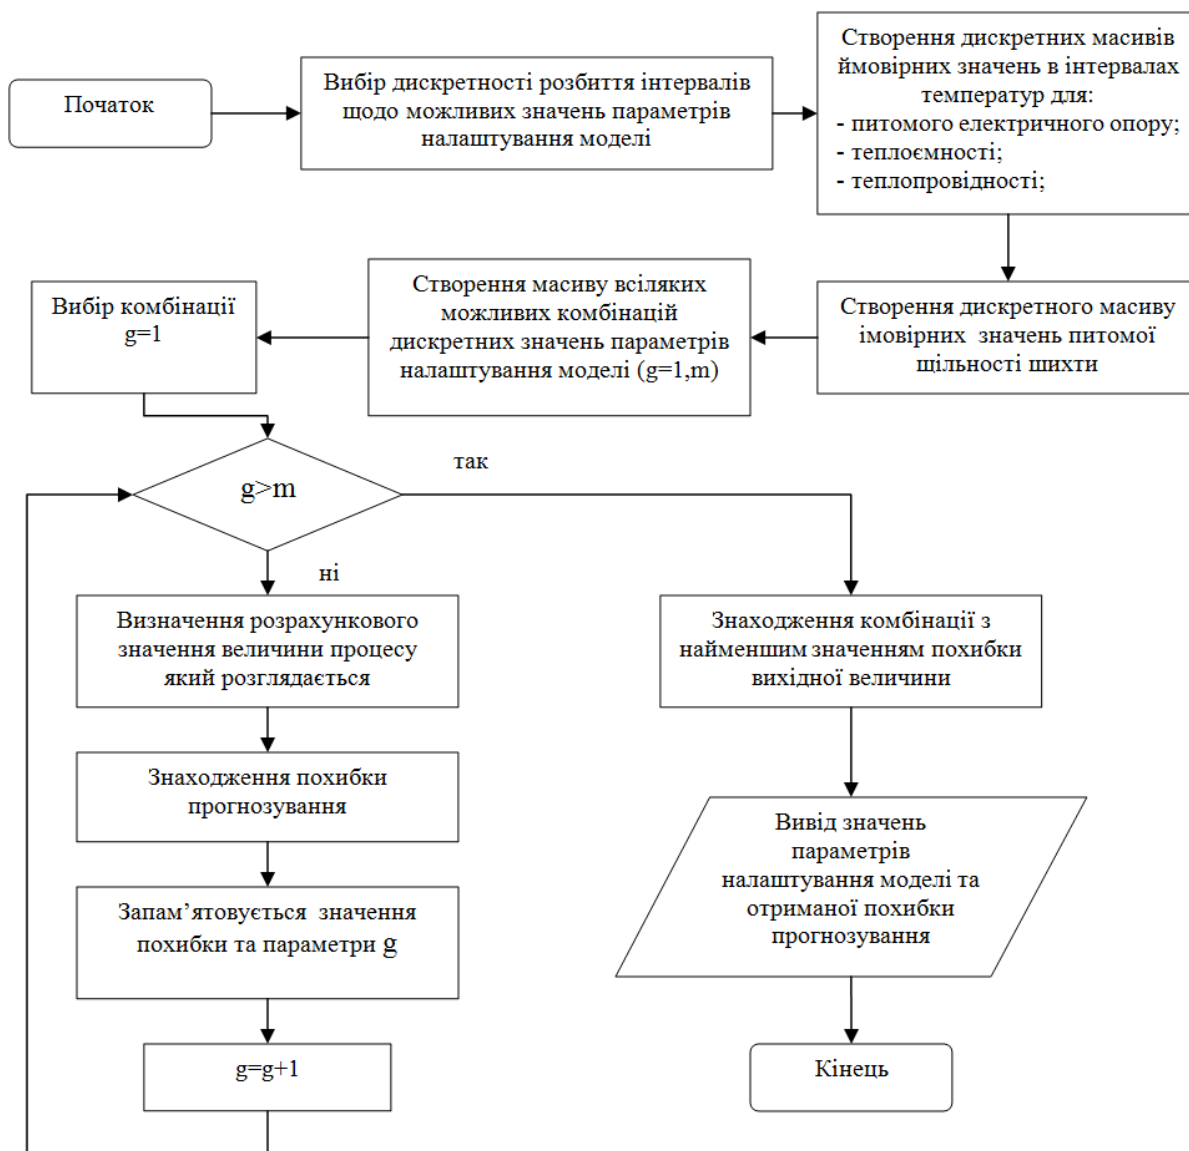 Початок
Вибір дискретності розбиття інтервалів
щодо можливих значень параметрів
налаштування моделі
Створення дискретних масивів
ймовірних значень в інтервалах
температур для:
- питомого електричного опору;
- теплоємності;
- теплопровідності;
Створення дискретного масиву
імовірних значень питомої
щільності шихти
Створення масиву всіляких
можливих комбінацій
дискретних значень параметрів
налаштування моделі (g=1,m)
Вибір комбінації
g=1
g>m
так
ні
Визначення розрахункового
значення величини процесу
який розглядається
Знаходження похибки
прогнозування
Запам’ятовується значення
похибки та параметри g
g=g+1
Знаходження комбінації з
найменшим значенням похибки
вихідної величини
Вивід значень
параметрів
налаштування моделі та
отриманої похибки
прогнозування
Кінець